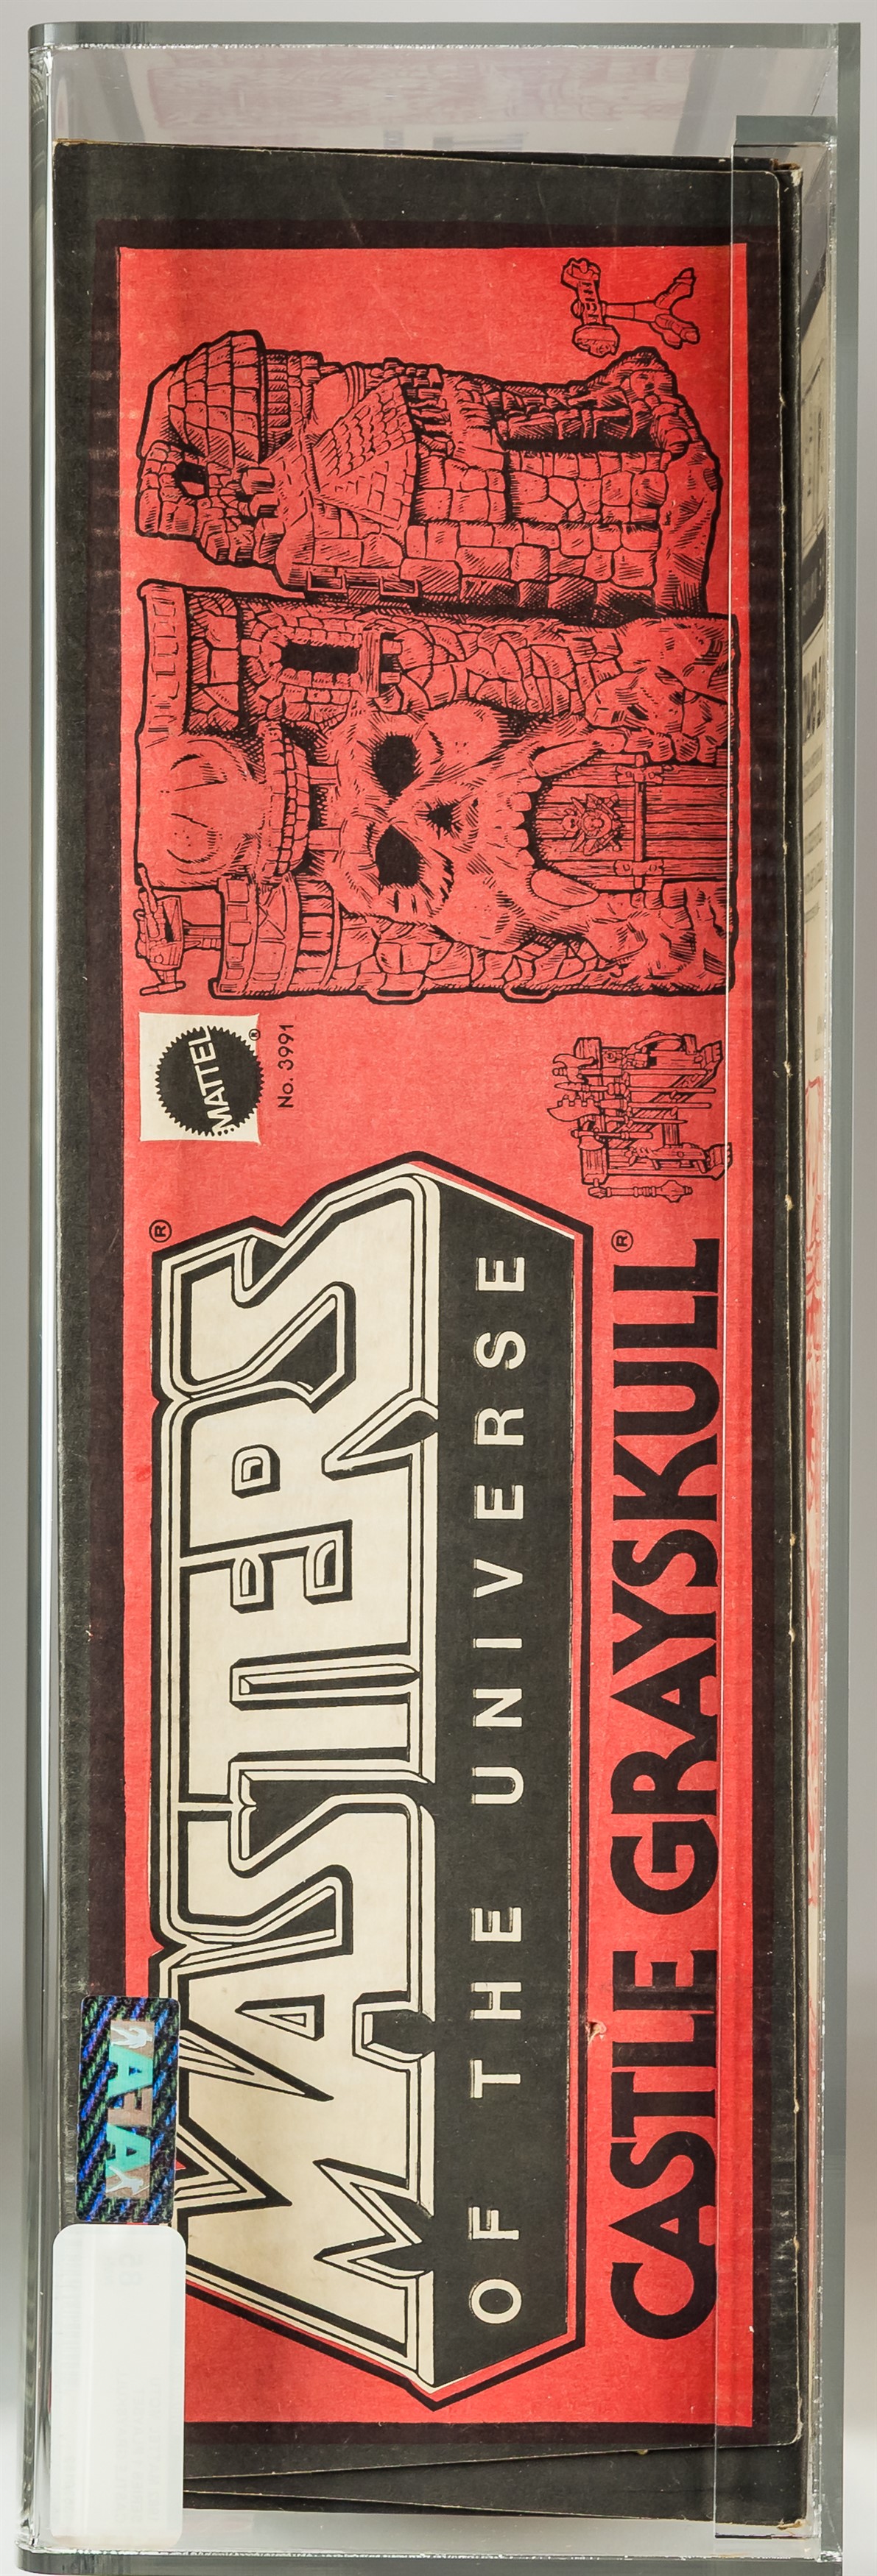 MASTERS®
OF THE UNIVERSE
CASTLE GRAYSKULL®
MATTEL®
No. 3991
AFA